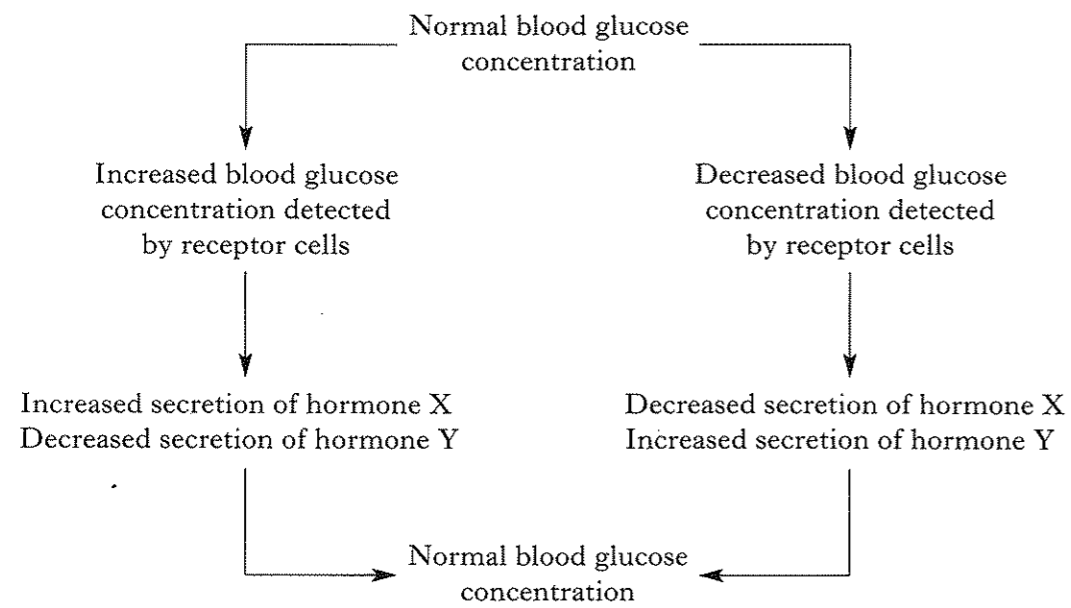 Normal blood glucose
concentration
Increased blood glucose
concentration detected
by receptor cells
Decreased blood glucose
concentration detected
by receptor cells
Increased secretion of hormone X
Decreased secretion of hormone Y
Decreased secretion of hormone X
Increased secretion of hormone Y
Normal blood glucose
concentration